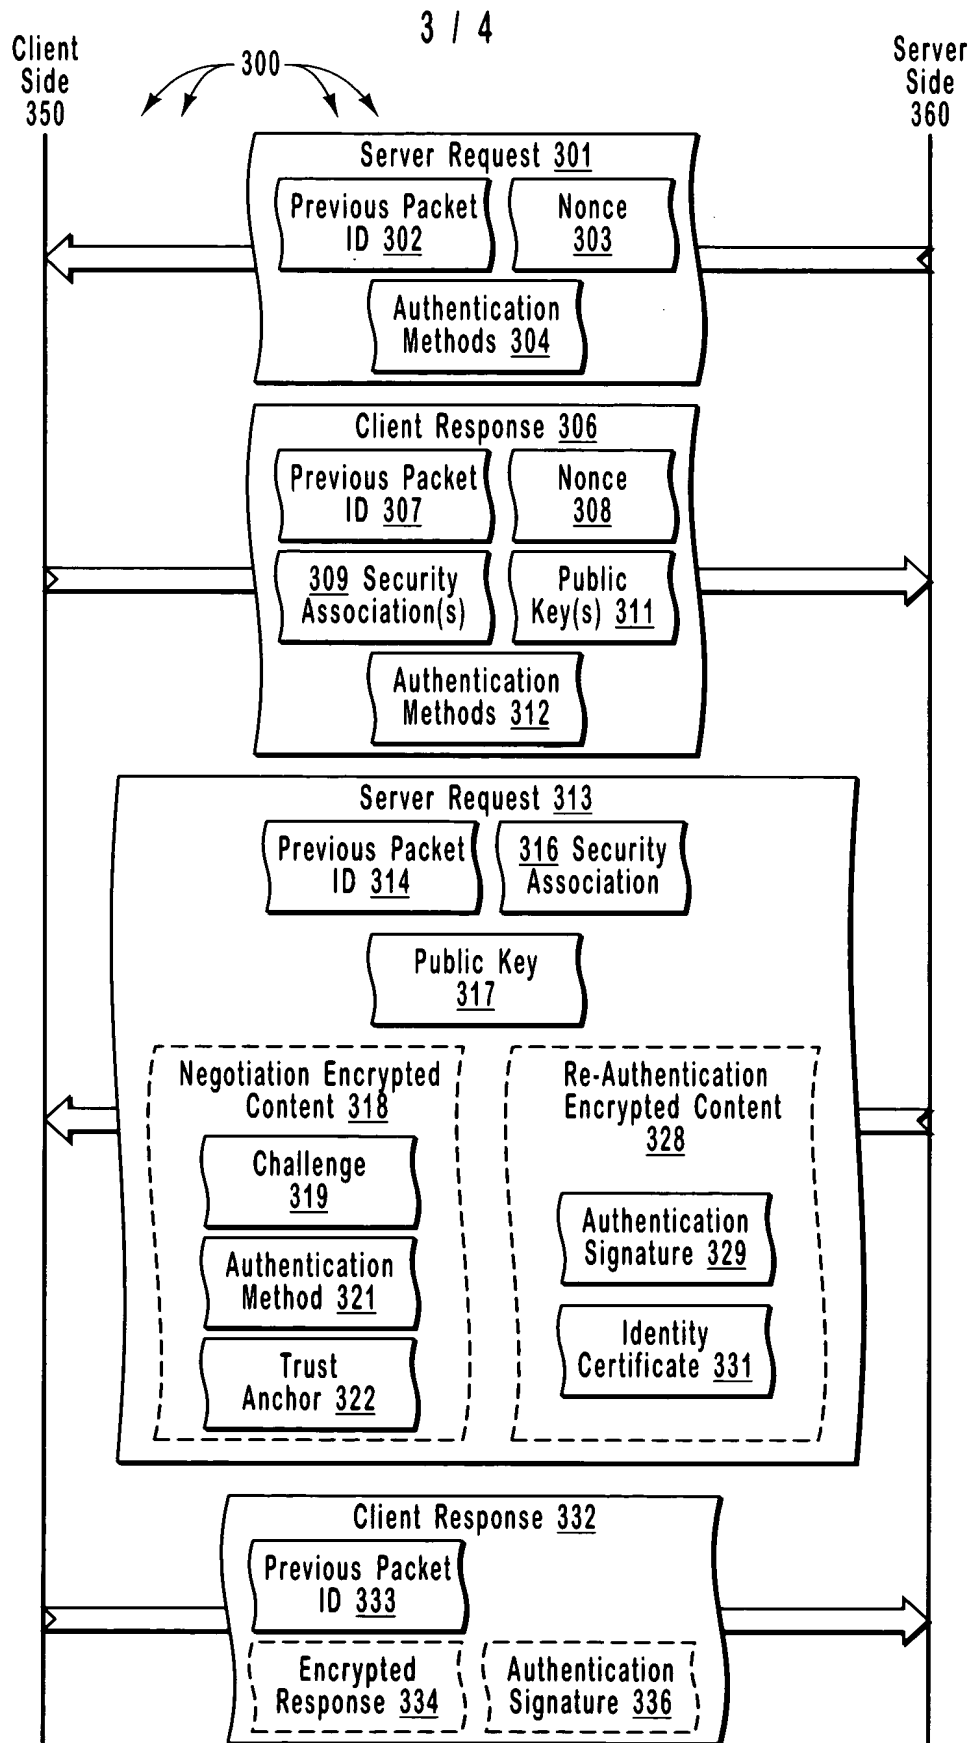 3 / 4
Client
Side
350
300
Server
Side
360
Server Request 301
Previous Packet
ID 302
Nonce
303
Authentication
Methods 304
Client Response 306
Previous Packet
ID 307
Nonce
308
309 Security
Association(s)
Public
Key(s) 311
Authentication
Methods 312
Server Request 313
Previous Packet
ID 314
316 Security
Association
Public Key
317
Negotiation Encrypted
Content 318
Challenge
319
Authentication
Method 321
Trust
Anchor 322
Re-Authentication
Encrypted Content
328
Authentication
Signature 329
Identity
Certificate 331
Client Response 332
Previous Packet
ID 333
Encrypted
Response 334
Authentication
Signature 336